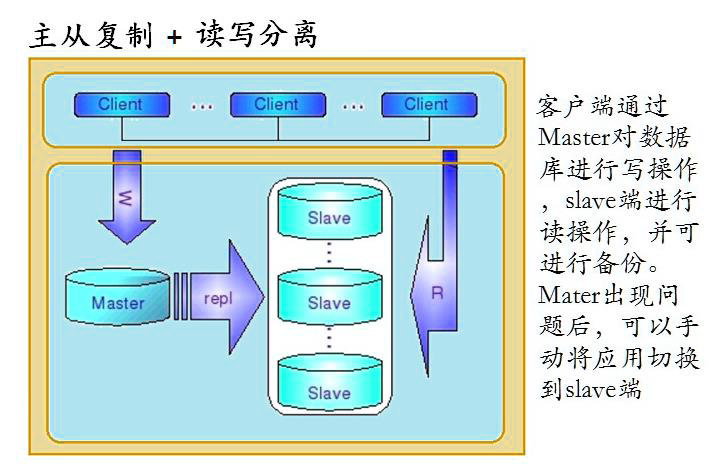 主从复制 + 读写分离
Client ... Client ... Client
W
Master
repl
Slave
Slave
Slave
R
客户端通过
Master对数据
库进行写操作
，slave端进行
读操作，并可
进行备份。
Mater出现问
题后，可以手
动将应用切换
到slave端